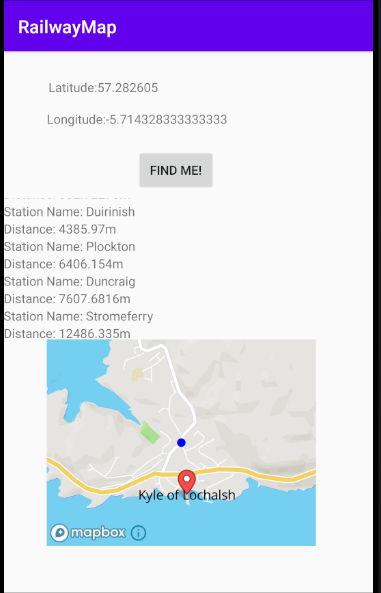 RailwayMap
Latitude:57.282605
Longitude:-5.714328333333333
FIND ME!
Station Name: Duirinish
Distance: 4385.97m
Station Name: Plockton
Distance: 6406.154m
Station Name: Duncraig
Distance: 7607.6816m
Station Name: Stromeferry
Distance: 12486.335m
Kyle of Lochalsh
mapbox